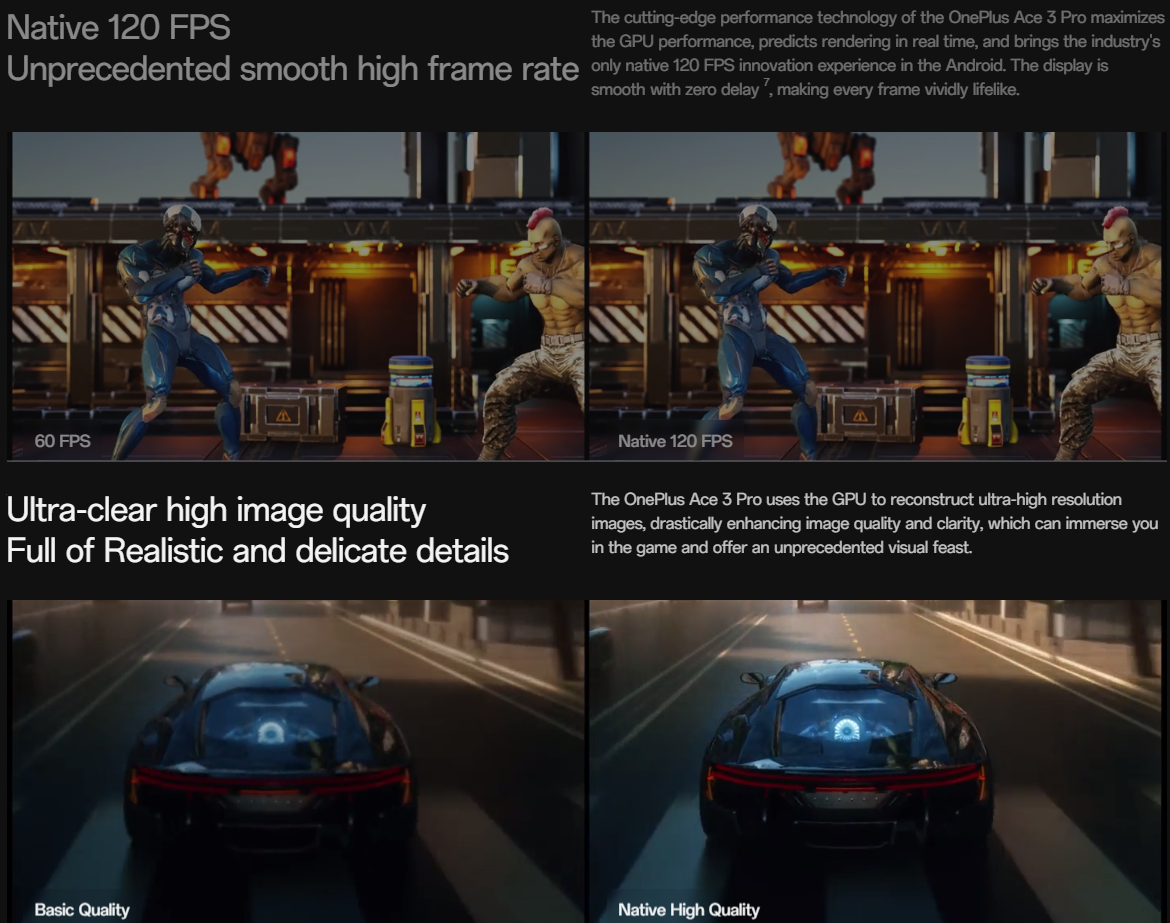 Native 120 FPS
Unprecedented smooth high frame rate
The cutting-edge performance technology of the OnePlus Ace 3 Pro maximizes
the GPU performance, predicts rendering in real time, and brings the industry's
only native 120 FPS innovation experience in the Android. The display is
smooth with zero delay 7, making every frame vividly lifelike.
60 FPS
Native 120 FPS
Ultra-clear high image quality
Full of Realistic and delicate details
The OnePlus Ace 3 Pro uses the GPU to reconstruct ultra-high resolution
images, drastically enhancing image quality and clarity, which can immerse you
in the game and offer an unprecedented visual feast.
Basic Quality
Native High Quality